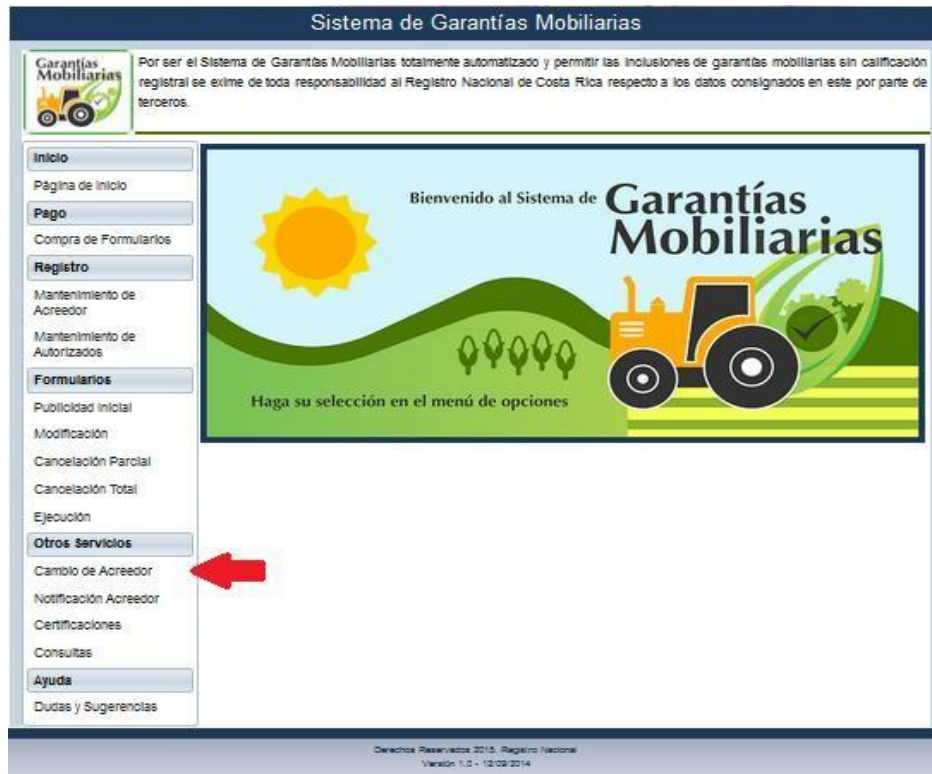 Sistema de Garantías Mobiliarias
Garantías
Mobiliarias
Por ser el Sistema de Garantías Mobiliarias totalmente automatizado y permitir las inclusiones de garantías mobiliarias sin calificación
registral se exime de toda responsabilidad al Registro Nacional de Costa Rica respecto a los datos consignados en este por parte de
terceros.
Inicio
Página de Inicio
Pago
Compra de Formularios
Registro
Mantenimiento de
Acreedor
Mantenimiento de
Autorizados
Formularios
Publicidad Inicial
Modificación
Cancelación Parcial
Cancelación Total
Ejecución
Otros Servicios
Cambio de Acreedor
Notificación Acreedor
Certificaciones
Consultas
Ayuda
Dudas y Sugerencias
Bienvenido al Sistema de Garantías
Mobiliarias
Haga su selección en el menú de opciones
Derechos Reservados 2015. Registro Nacional
Versión 1.0 - 12/09/2014